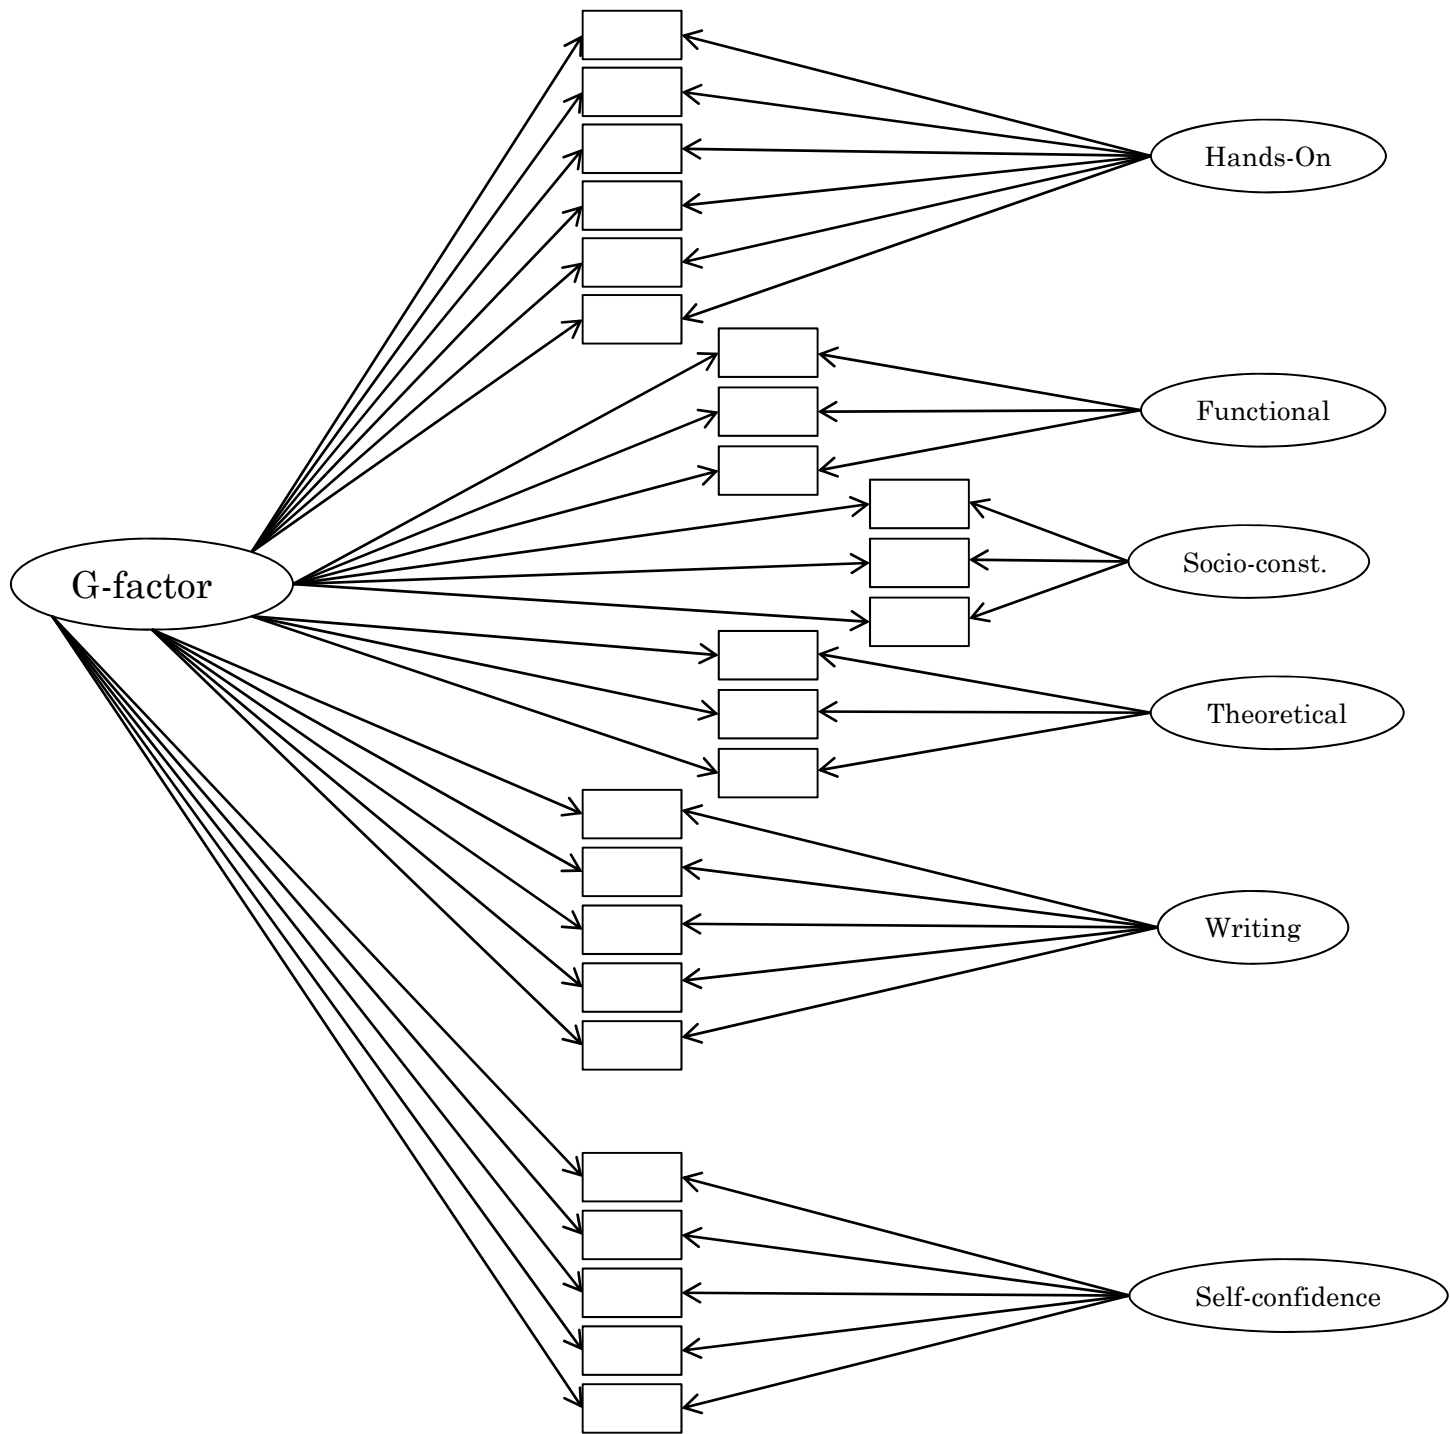 Hands-On
Functional
Socio-const.
G-factor
Theoretical
Writing
Self-confidence